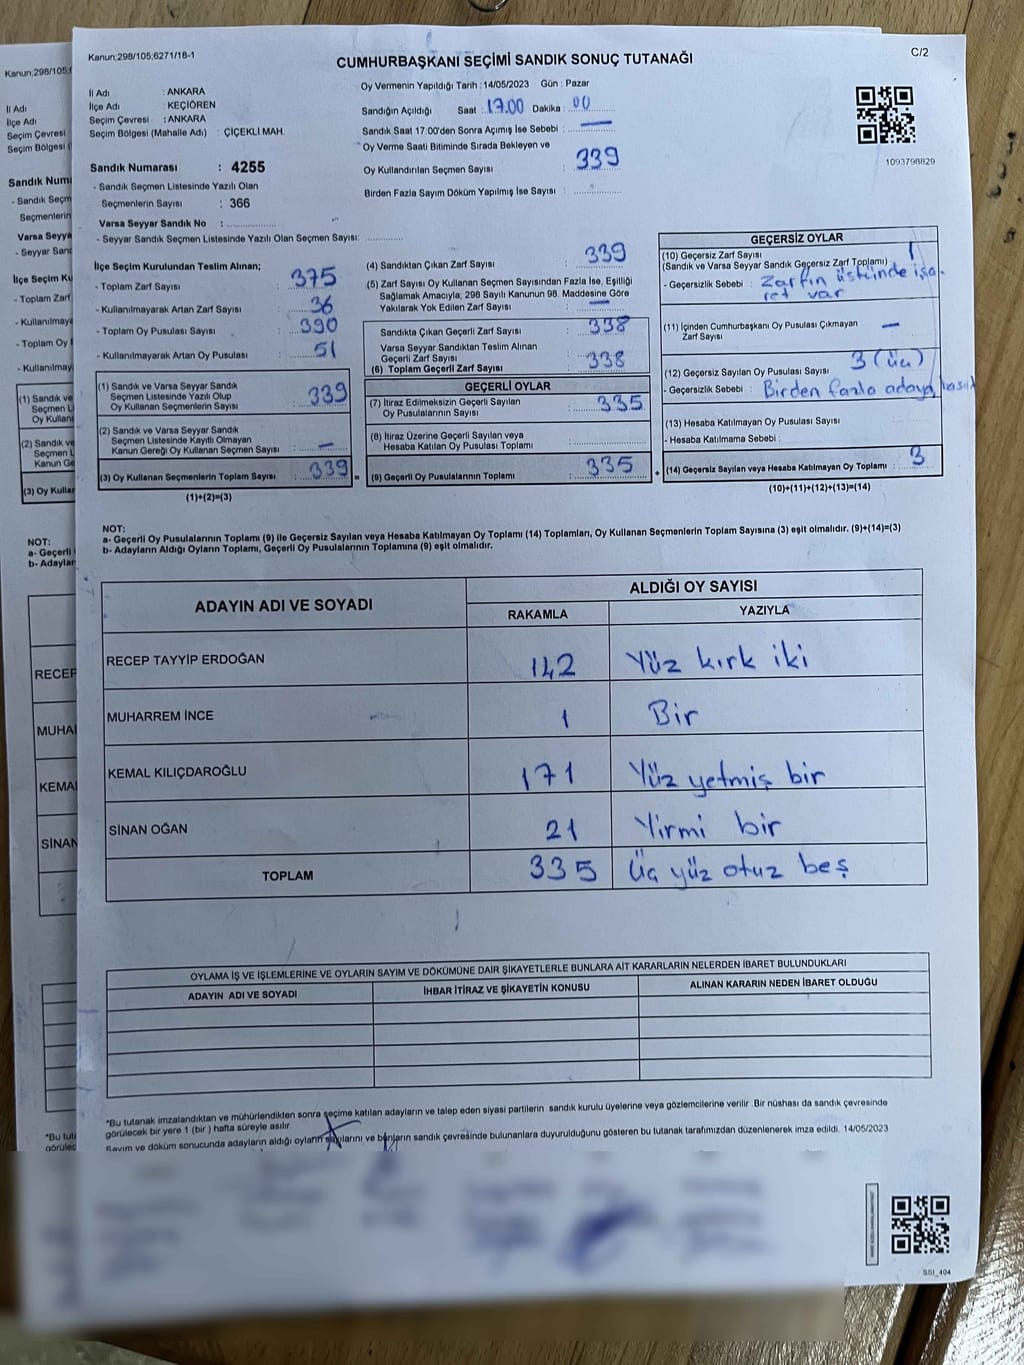 Kanun;298/105;6271/18-1
C/2
CUMHURBAŞKANI SEÇİMİ SANDIK SONUÇ TUTANAĞI
İl Adı : ANKARA
İlçe Adı : KEÇİÖREN
Seçim Çevresi : ANKARA
Seçim Bölgesi (Mahalle Adı) : ÇİÇEKLİ MAH.
Sandık Numarası : 4255
- Sandık Seçmen Listesinde Yazılı Olan
Seçmenlerin Sayısı : 366
Varsa Seyyar Sandık No :
- Seyyar Sandık Seçmen Listesinde Yazılı Olan Seçmen Sayısı:
Oy Vermenin Yapıldığı Tarih :14/05/2023 Gün : Pazar
Sandığın Açıldığı Saat : 17.00 Dakika : 00
Sandık Saat 17:00'den Sonra Açımış İse Sebebi : —
Oy Verme Saati Bitiminde Sırada Bekleyen ve
Oy Kullandırılan Seçmen Sayısı : 339
Birden Fazla Sayım Döküm Yapılmış İse Sayısı :
1093798829
İlçe Seçim Kurulundan Teslim Alınan;
- Toplam Zarf Sayısı : 375
- Kullanılmayarak Artan Zarf Sayısı : 36
- Toplam Oy Pusulası Sayısı : 390
- Kullanılmayarak Artan Oy Pusulası : 51
(1) Sandık ve Varsa Seyyar Sandık
Seçmen Listesinde Yazılı Olup
Oy Kullanan Seçmenlerin Sayısı : 339
(2) Sandık ve Varsa Seyyar Sandık
Seçmen Listesinde Kayıtlı Olmayan
Kanun Gereği Oy Kullanan Seçmen Sayısı : —
(3) Oy Kullanan Seçmenlerin Toplam Sayısı : 339 =
(1)+(2)=(3)
(4) Sandıktan Çıkan Zarf Sayısı : 339
(5) Zarf Sayısı Oy Kullanan Seçmen Sayısından Fazla İse, Eşitliği
Sağlamak Amacıyla; 298 Sayılı Kanunun 98. Maddesine Göre
Yakılarak Yok Edilen Zarf Sayısı : —
Sandıkta Çıkan Geçerli Zarf Sayısı : 338
Varsa Seyyar Sandıktan Teslim Alınan
Geçerli Zarf Sayısı
(6) Toplam Geçerli Zarf Sayısı : 338
GEÇERLİ OYLAR
(7) İtiraz Edilmeksizin Geçerli Sayılan
Oy Pusulalarının Sayısı : 335
(8) İtiraz Üzerine Geçerli Sayılan veya
Hesaba Katılan Oy Pusulası Toplamı :
(9) Geçerli Oy Pusulalarının Toplamı : 335 +
GEÇERSİZ OYLAR
(10) Geçersiz Zarf Sayısı
(Sandık ve Varsa Seyyar Sandık Geçersiz Zarf Toplamı) : 1
- Geçersizlik Sebebi : Zarfın üstünde işa-
ret var
(11) İçinden Cumhurbaşkanı Oy Pusulası Çıkmayan
Zarf Sayısı —
(12) Geçersiz Sayılan Oy Pusulası Sayısı : 3 (üç)
- Geçersizlik Sebebi : Birden fazla adaya
(13) Hesaba Katılmayan Oy Pusulası Sayısı :
- Hesaba Katılmama Sebebi :
(14) Geçersiz Sayılan veya Hesaba Katılmayan Oy Toplamı : 3
(10)+(11)+(12)+(13)=(14)
NOT:
a- Geçerli Oy Pusulalarının Toplamı (9) ile Geçersiz Sayılan veya Hesaba Katılmayan Oy Toplamı (14) Toplamları, Oy Kullanan Seçmenlerin Toplam Sayısına (3) eşit olmalıdır. (9)+(14)=(3)
b- Adayların Aldığı Oyların Toplamı, Geçerli Oy Pusulalarının Toplamına (9) eşit olmalıdır.
ADAYIN ADI VE SOYADI ALDIĞI OY SAYISI
RAKAMLA YAZIYLA
RECEP TAYYİP ERDOĞAN 142 Yüz kırk iki
MUHARREM İNCE 1 Bir
KEMAL KILIÇDAROĞLU 171 Yüz yetmiş bir
SİNAN OĞAN 21 Yirmi bir
TOPLAM 335 Üç yüz otuz beş
OYLAMA İŞ VE İŞLEMLERİNE VE OYLARIN SAYIM VE DÖKÜMÜNE DAİR ŞİKAYETLERLE BUNLARA AİT KARARLARIN NELERDEN İBARET BULUNDUKLARI
ADAYIN ADI VE SOYADI İHBAR İTİRAZ VE ŞİKAYETİN KONUSU ALINAN KARARIN NEDEN İBARET OLDUĞU
*Bu tutanak imzalandıktan ve mühürlendikten sonra seçime katılan adayların ve talep eden siyasi partilerin sandık kurulu üyelerine veya gözlemcilerine verilir .Bir nüshası da sandık çevresinde
görülecek bir yere 1 (bir ) hafta süreyle asılır.
Sayım ve döküm sonucunda adayların aldığı oyların sayılarını ve bunların sandık çevresinde bulunanlara duyurulduğunu gösteren bu tutanak tarafımızdan düzenlenerek imza edildi. 14/05/2023
SSI_404